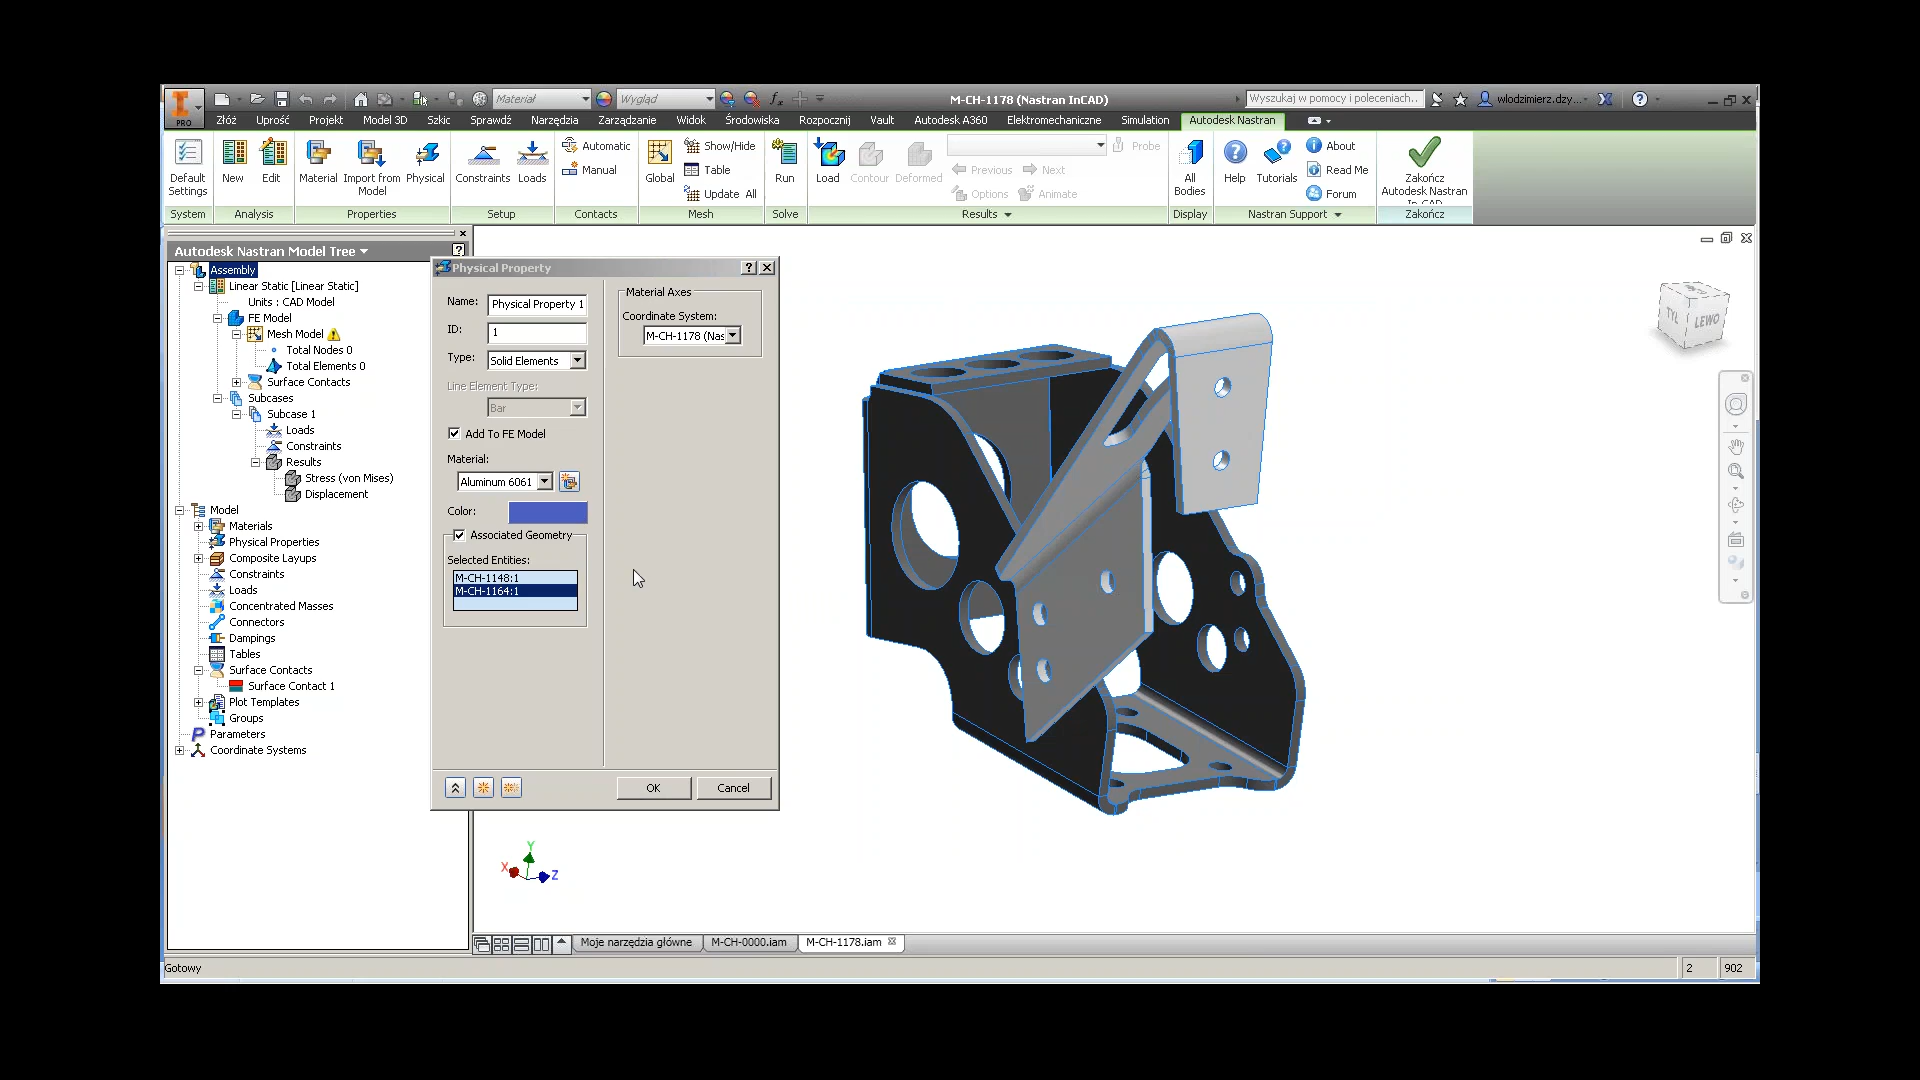 Materiał
Wygląd
M-CH-1178 (Nastran InCAD)
Wyszukaj w pomocy i poleceniach...
wlodzimierz.dzy...
PRO
Złóż
Uprość
Projekt
Model 3D
Szkic
Sprawdź
Narzędzia
Zarządzanie
Widok
Środowiska
Rozpocznij
Vault
Autodesk A360
Elektromechaniczne
Simulation
Autodesk Nastran
Default Settings
System
New
Edit
Analysis
Material
Import from Model
Physical
Properties
Constraints
Loads
Setup
Automatic
Manual
Contacts
Global
Show/Hide
Table
Update All
Mesh
Run
Solve
Load
Contour
Deformed
Probe
Previous
Next
Options
Animate
Results
All Bodies
Display
Help
Tutorials
About
Read Me
Forum
Nastran Support
Zakończ
Autodesk Nastran
In-CAD
Zakończ
Autodesk Nastran Model Tree
Assembly
Linear Static [Linear Static]
Units : CAD Model
FE Model
Mesh Model
Total Nodes 0
Total Elements 0
Surface Contacts
Subcases
Subcase 1
Loads
Constraints
Results
Stress (von Mises)
Displacement
Model
Materials
Physical Properties
Composite Layups
Constraints
Loads
Concentrated Masses
Connectors
Dampings
Tables
Surface Contacts
Surface Contact 1
Plot Templates
Groups
Parameters
Coordinate Systems
Physical Property
Name: Physical Property 1
ID: 1
Type: Solid Elements
Line Element Type:
Bar
Add To FE Model
Material:
Aluminum 6061
Color:
Associated Geometry
Selected Entities:
M-CH-1148:1
M-CH-1164:1
Material Axes
Coordinate System:
M-CH-1178 (Nas
OK
Cancel
TYŁ
LEWO
Y
X
Z
Moje narzędzia główne
M-CH-0000.iam
M-CH-1178.iam
Gotowy
2
902